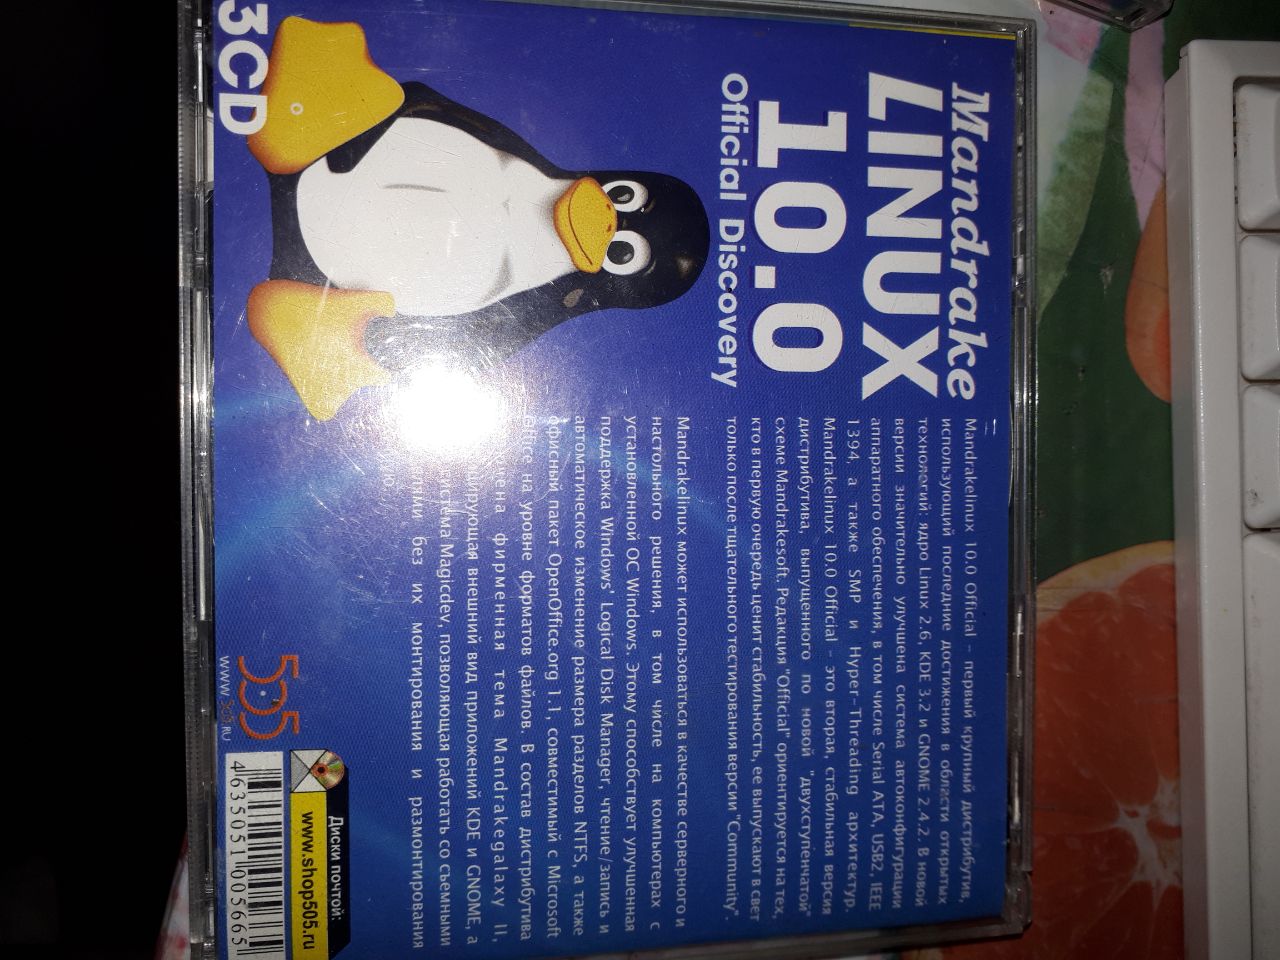 Mandrake
LINUX
10.0
Official Discovery
3CD
Mandrakelinux 10.0 Official – первый крупный дистрибутив,
использующий последние достижения в области открытых
технологий: ядро Linux 2.6, KDE 3.2 и GNOME 2.4.2. В новой
версии значительно улучшена система автоконфигурации
аппаратного обеспечения, в том числе Serial ATA, USB2, IEEE
1394, а также SMP и Hyper-Threading архитектур.
Mandrakelinux 10.0 Official – это вторая, стабильная версия
дистрибутива, выпущенного по новой "двухступенчатой"
схеме Mandrakesoft. Редакция "Official" ориентируется на тех,
кто в первую очередь ценит стабильность, ее выпускают в свет
только после тщательного тестирования версии "Community".
Mandrakelinux может использоваться в качестве серверного и
настольного решения, в том числе на компьютерах с
установленной ОС Windows. Этому способствует улучшенная
поддержка Windows' Logical Disk Manager, чтение/запись и
автоматическое изменение размера разделов NTFS, а также
офисный пакет OpenOffice.org 1.1, совместимый с Microsoft
Office на уровне форматов файлов. В состав дистрибутива
фирменная тема Mandrakegalaxy II,
внешний вид приложений KDE и GNOME, а
система Magicdev, позволяющая работать со съемными
без их монтирования и размонтирования
505
WWW.505.RU
Диски почтой:
www.shop505.ru
4635051005665